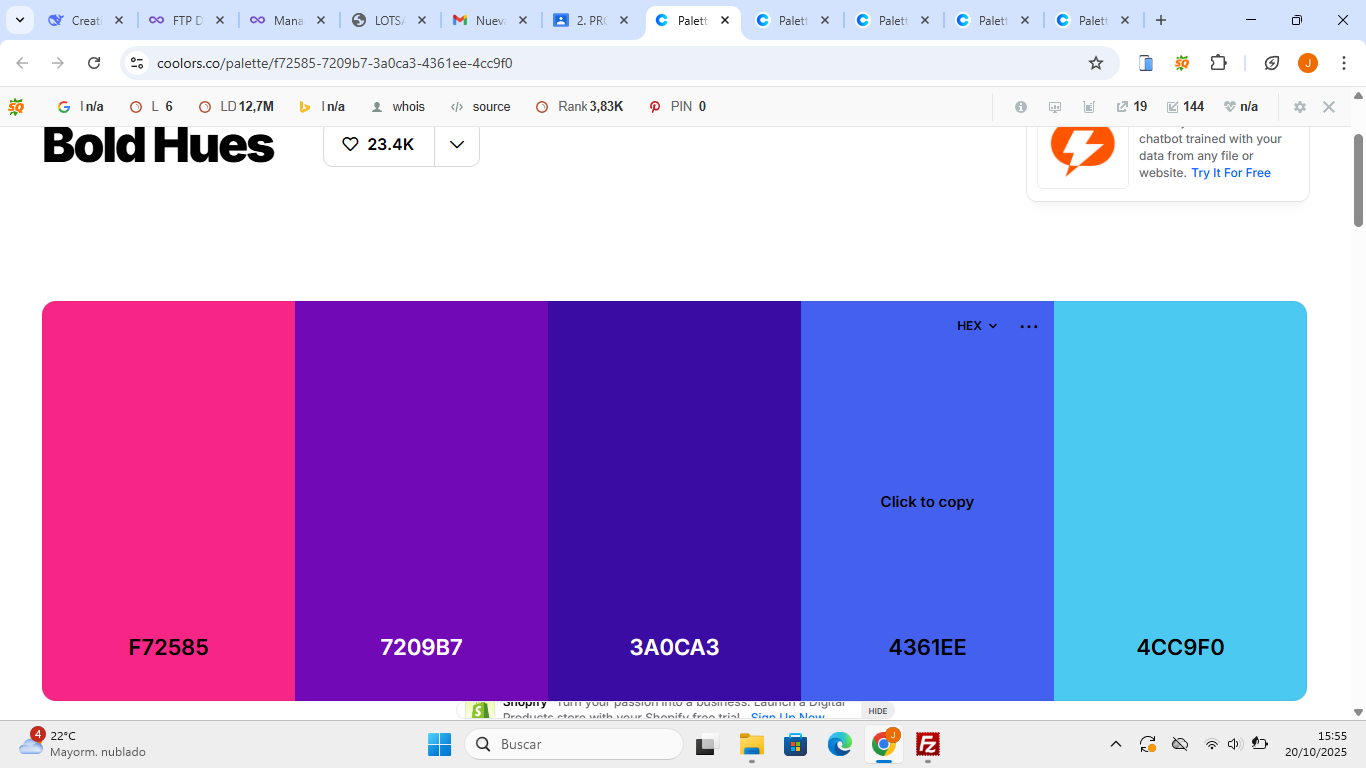 Creati
FTP D
Mana
LOTS
Nueva
2. PRO
Palett
Palett
Palett
Palett
Palett
coolors.co/palette/f72585-7209b7-3a0ca3-4361ee-4cc9f0
J
SQ
I n/a
L 6
LD 12,7M
I n/a
whois
source
Rank 3,83K
PIN 0
19
144
n/a
Bold Hues
23.4K
chatbot trained with your
data from any file or
website. Try It For Free
HEX
Click to copy
F72585
7209B7
3A0CA3
4361EE
4CC9F0
Shopify Turn your passion into a business. Launch a Digital
Products store with your Shopify free trial. Sign Up Now
HIDE
4
22°C
Mayorm. nublado
Buscar
J
15:55
20/10/2025